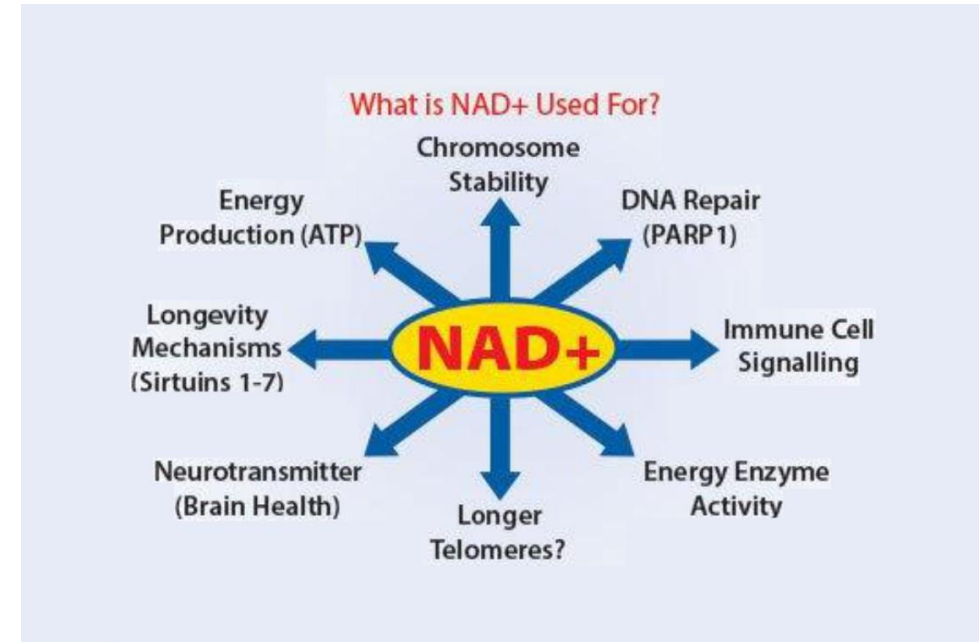 What is NAD+ Used For?
Chromosome
Stability
Energy
Production (ATP)
DNA Repair
(PARP1)
Longevity
Mechanisms
(Sirtuins 1-7)
NAD+
Immune Cell
Signalling
Neurotransmitter
(Brain Health)
Energy Enzyme
Activity
Longer
Telomeres?